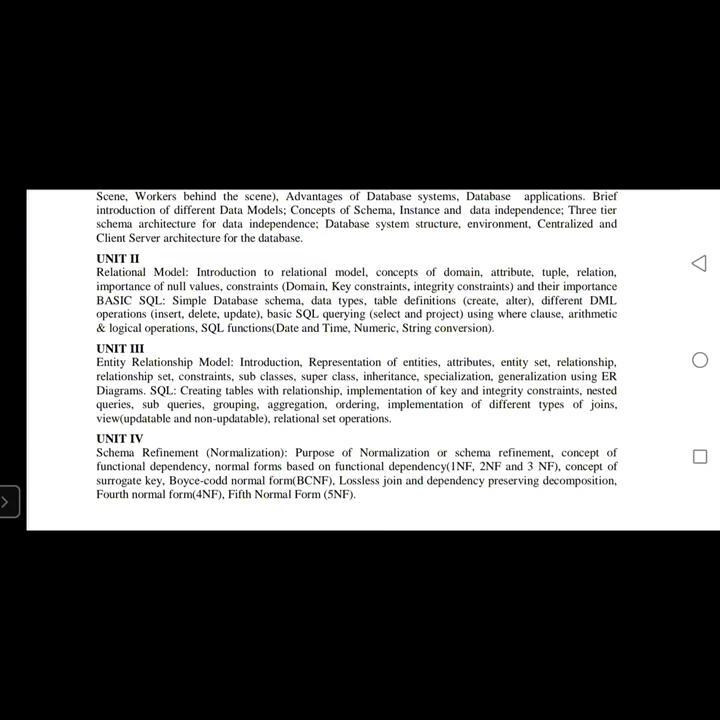 Scene, Workers behind the scene), Advantages of Database systems, Database applications. Brief
introduction of different Data Models; Concepts of Schema, Instance and data independence; Three tier
schema architecture for data independence; Database system structure, environment, Centralized and
Client Server architecture for the database.
UNIT II
Relational Model: Introduction to relational model, concepts of domain, attribute, tuple, relation,
importance of null values, constraints (Domain, Key constraints, integrity constraints) and their importance
BASIC SQL: Simple Database schema, data types, table definitions (create, alter), different DML
operations (insert, delete, update), basic SQL querying (select and project) using where clause, arithmetic
& logical operations, SQL functions(Date and Time, Numeric, String conversion).
UNIT III
Entity Relationship Model: Introduction, Representation of entities, attributes, entity set, relationship,
relationship set, constraints, sub classes, super class, inheritance, specialization, generalization using ER
Diagrams. SQL: Creating tables with relationship, implementation of key and integrity constraints, nested
queries, sub queries, grouping, aggregation, ordering, implementation of different types of joins,
view(updatable and non-updatable), relational set operations.
UNIT IV
Schema Refinement (Normalization): Purpose of Normalization or schema refinement, concept of
functional dependency, normal forms based on functional dependency(1NF, 2NF and 3 NF), concept of
surrogate key, Boyce-codd normal form(BCNF), Lossless join and dependency preserving decomposition,
Fourth normal form(4NF), Fifth Normal Form (5NF).